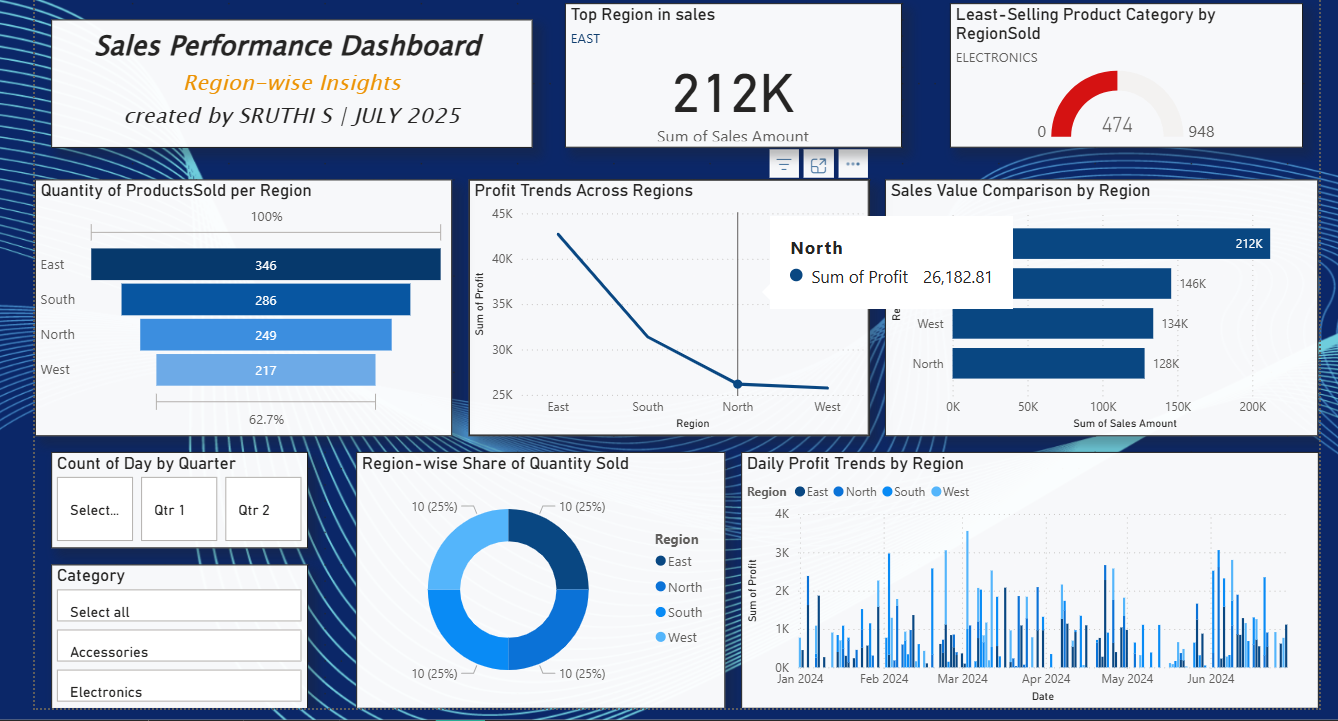 Sales Performance Dashboard
Region-wise Insights
created by SRUTHI S | JULY 2025
Top Region in sales
EAST
212K
Sum of Sales Amount
Least-Selling Product Category by
RegionSold
ELECTRONICS
0
474
948
Quantity of ProductsSold per Region
100%
East
346
South
286
North
249
West
217
62.7%
Profit Trends Across Regions
Sum of Profit
45K
40K
35K
30K
25K
East
South
North
West
Region
North
Sum of Profit 26,182.81
Sales Value Comparison by Region
Re
212K
146K
West
134K
North
128K
0K
50K
100K
150K
200K
Sum of Sales Amount
Count of Day by Quarter
Select...
Qtr 1
Qtr 2
Category
Select all
Accessories
Electronics
Region-wise Share of Quantity Sold
10 (25%)
10 (25%)
10 (25%)
10 (25%)
Region
East
North
South
West
Daily Profit Trends by Region
Region East North South West
Sum of Profit
4K
3K
2K
1K
0K
Jan 2024
Feb 2024
Mar 2024
Apr 2024
May 2024
Jun 2024
Date